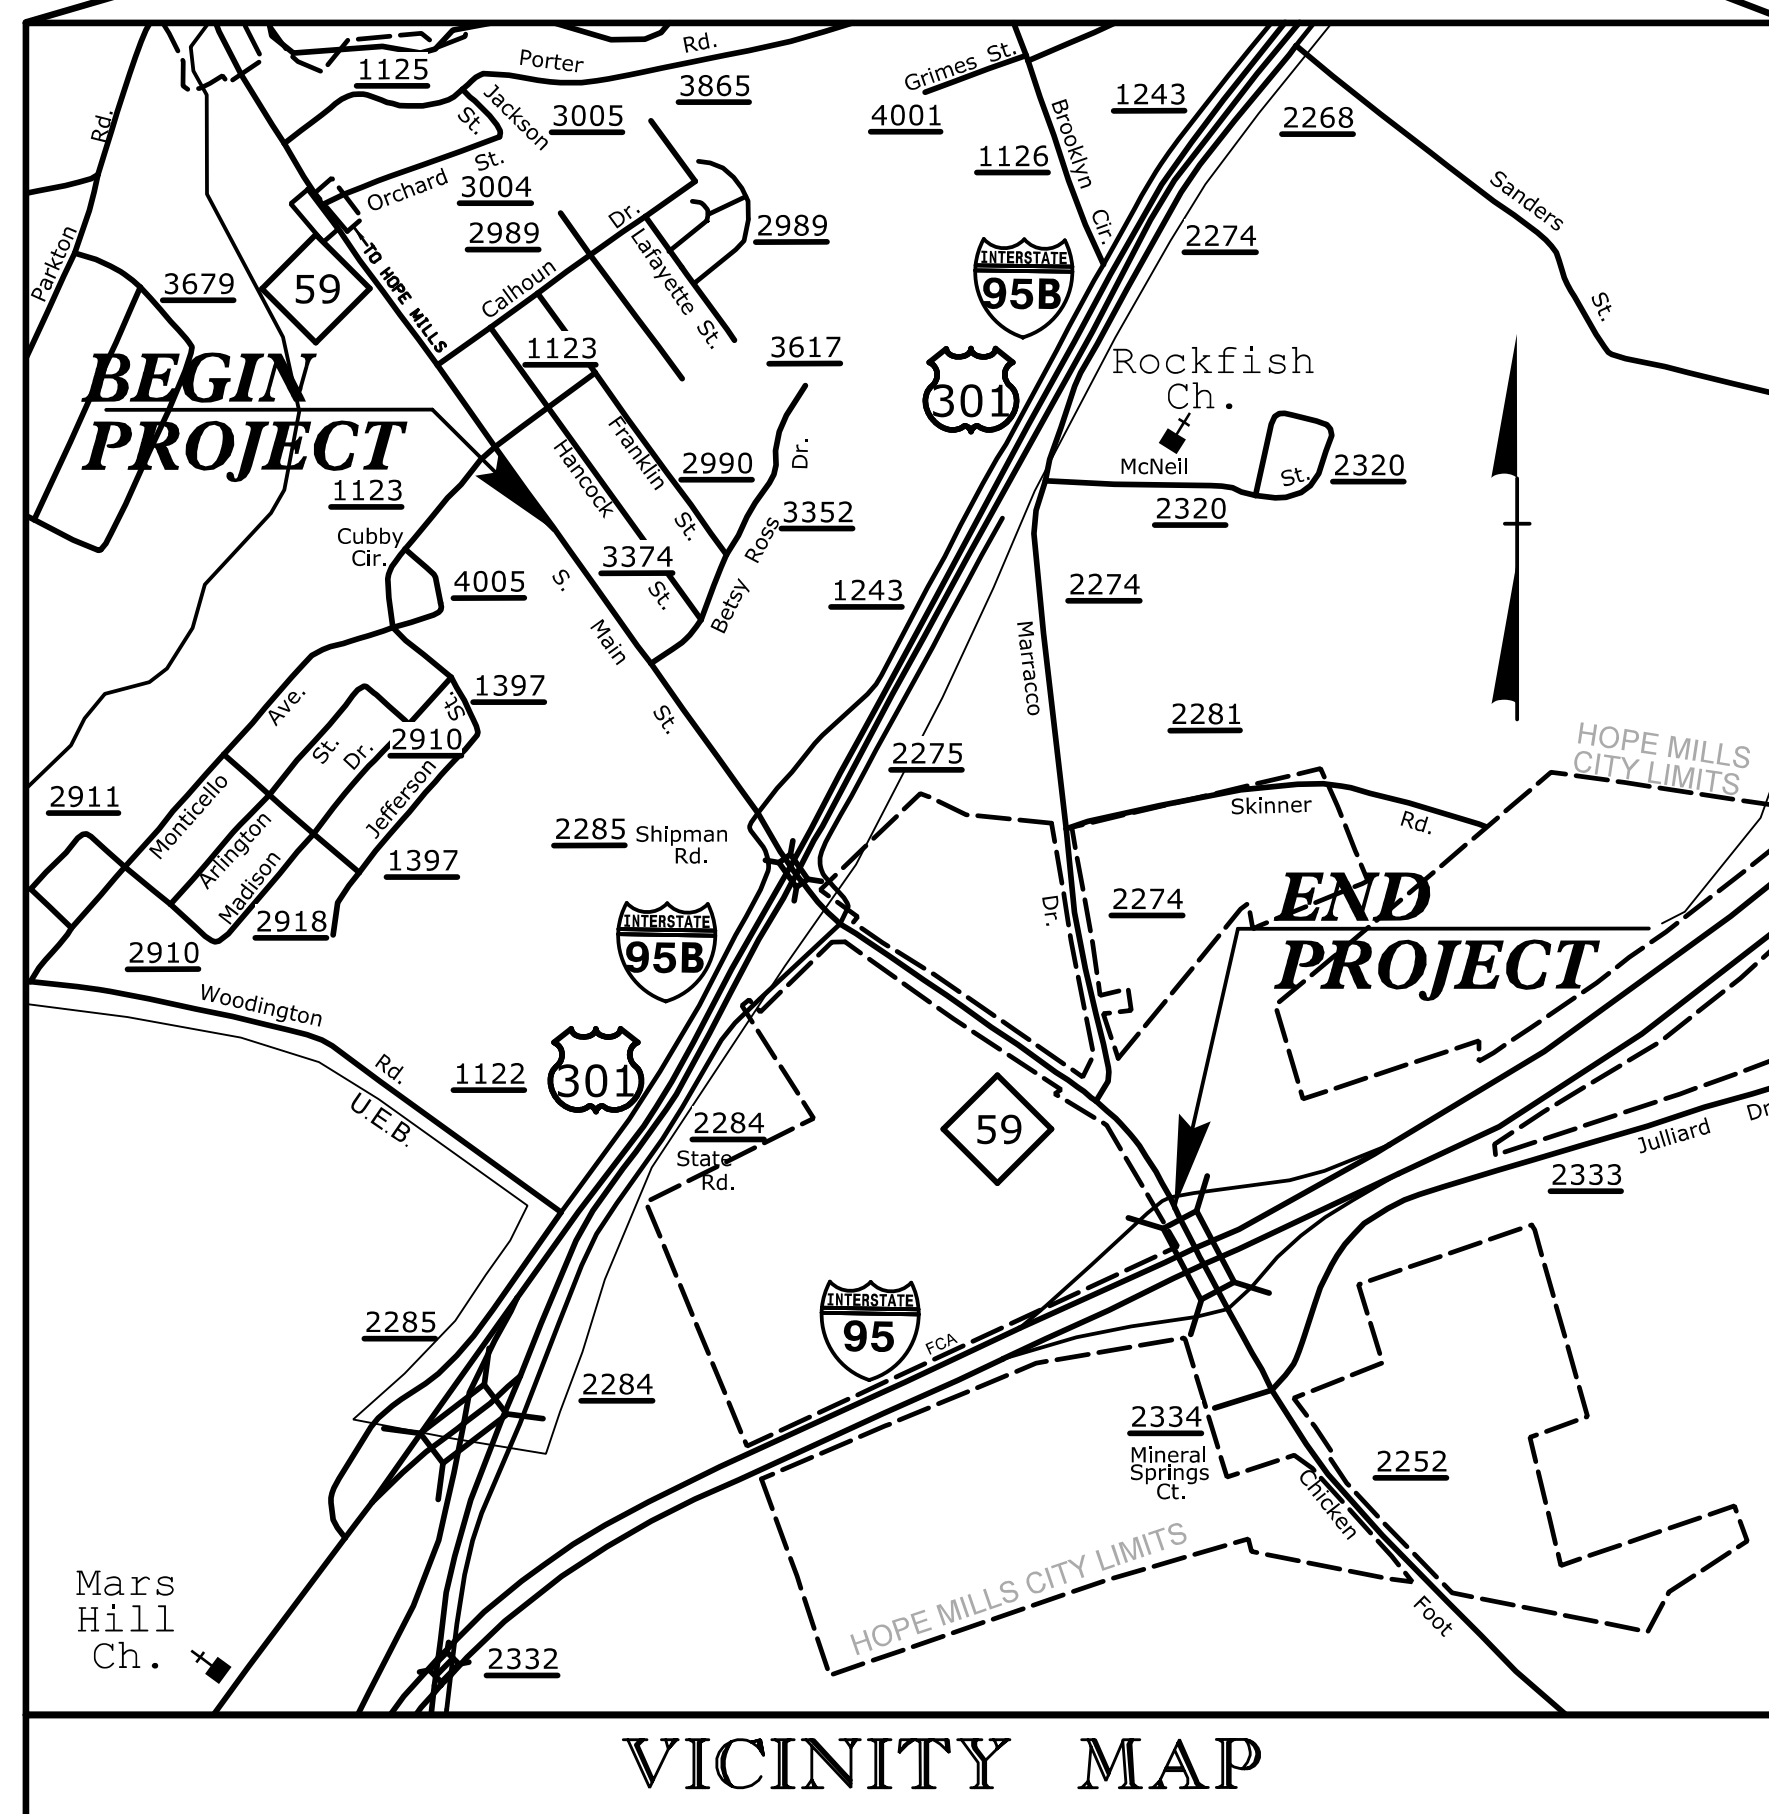 Porter
Rd.
1125
3865
Grimes St.
Jackson
St.
3005
4001
Brooklyn
Cir.
1243
2268
Rd.
Parkton
Orchard
St.
3004
1126
Sanders
St.
2989
Calhoun
Dr.
Lafayette St.
2989
2274
TO HOPE MILLS
3679
59
INTERSTATE
95B
1123
3617
301
Rockfish
Ch.
BEGIN
PROJECT
Franklin
St.
Hancock
St.
2990
Betsy Ross Dr.
McNeil
St.
2320
2320
1123
Cubby
Cir.
3352
3374
4005
S. Main St.
1243
2274
Marracco
Dr.
1397
Ave.
St.
2910
St.
Dr.
2281
2275
HOPE MILLS
CITY LIMITS
2911
Monticello
Arlington
Madison
Jefferson
2285
Shipman
Rd.
Skinner
Rd.
1397
2918
2910
INTERSTATE
95B
2274
END
PROJECT
Woodington
Rd.
1122
U.E.B.
301
2284
State
Rd.
59
Julliard
Dr
2333
INTERSTATE
95
FCA
2285
2284
2334
Mineral
Springs
Ct.
2252
Chicken
Foot
HOPE MILLS CITY LIMITS
Mars
Hill
Ch.
2332
VICINITY MAP